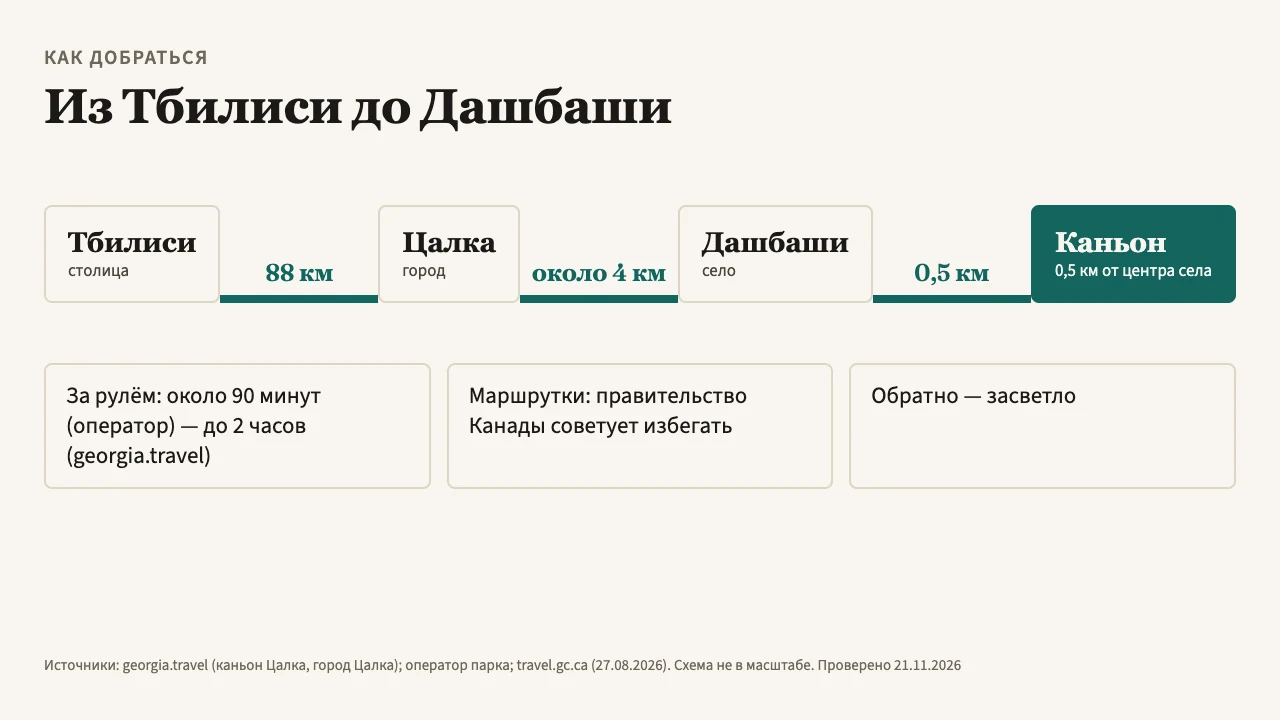 КАК ДОБРАТЬСЯ
Из Тбилиси до Дашбаши
Тбилиси
столица
88 км
Цалка
город
около 4 км
Дашбаши
село
0,5 км
Каньон
0,5 км от центра села
За рулём: около 90 минут
(оператор) — до 2 часов
(georgia.travel)
Маршрутки: правительство
Канады советует избегать
Обратно — засветло
Источники: georgia.travel (каньон Цалка, город Цалка); оператор парка; travel.gc.ca (27.08.2026). Схема не в масштабе. Проверено 21.11.2026